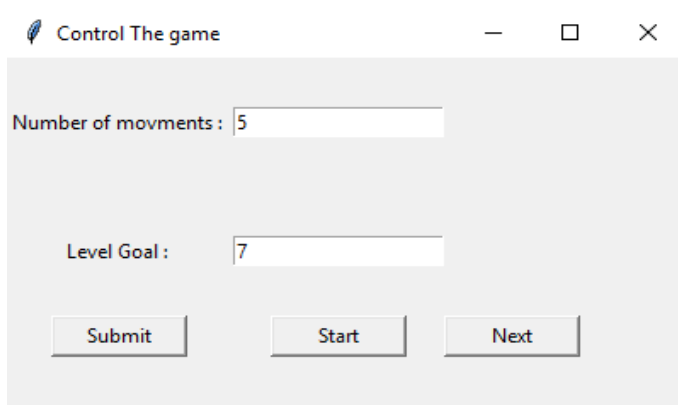 Control The game
Number of movments : 5
Level Goal : 7
Submit Start Next